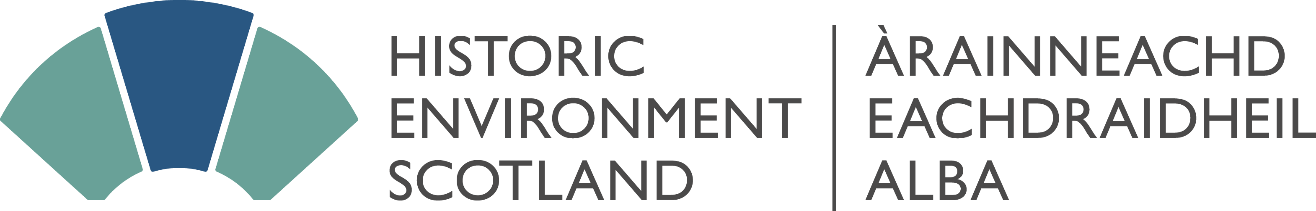 HISTORIC
ENVIRONMENT
SCOTLAND
ÀRAINNEACHD
EACHDRAIDHEIL
ALBA